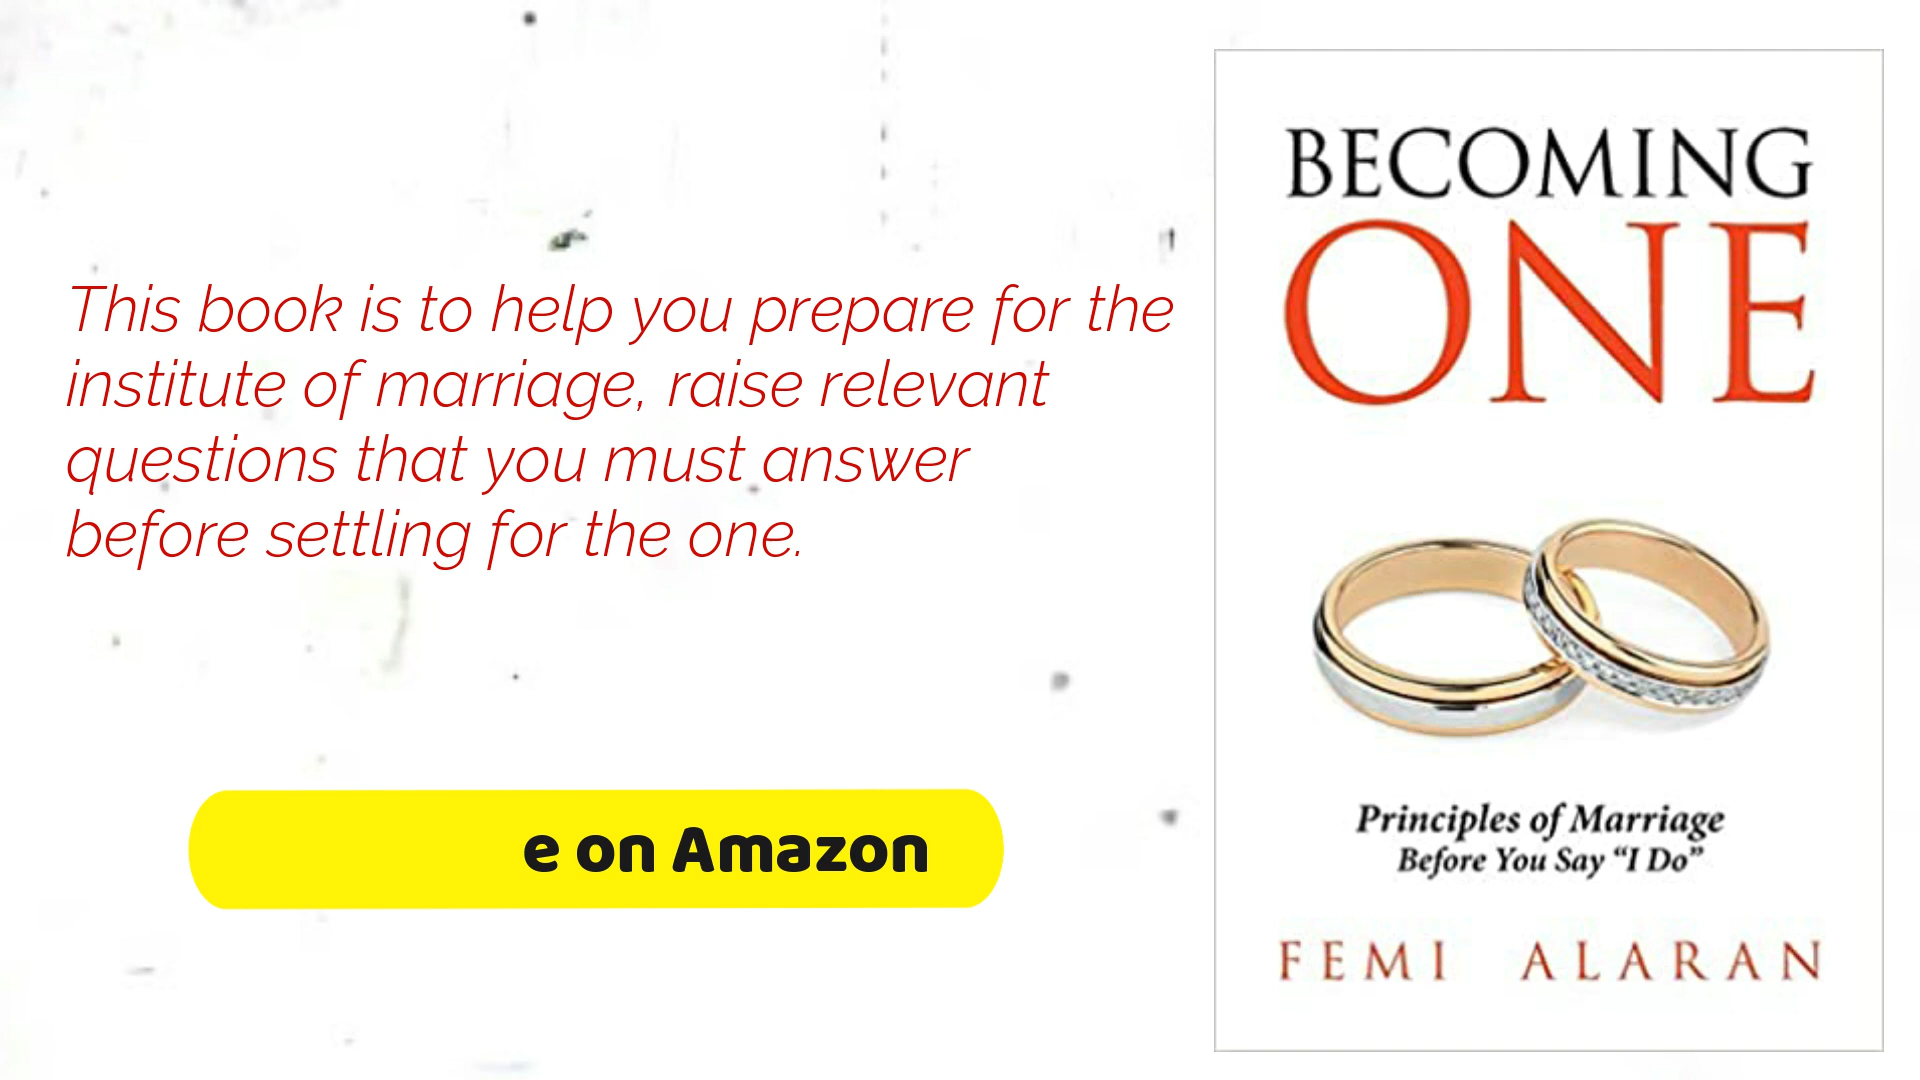 This book is to help you prepare for the
institute of marriage, raise relevant
questions that you must answer
before settling for the one.
e on Amazon
BECOMING
ONE
Principles of Marriage
Before You Say “I Do”
FEMI ALARAN